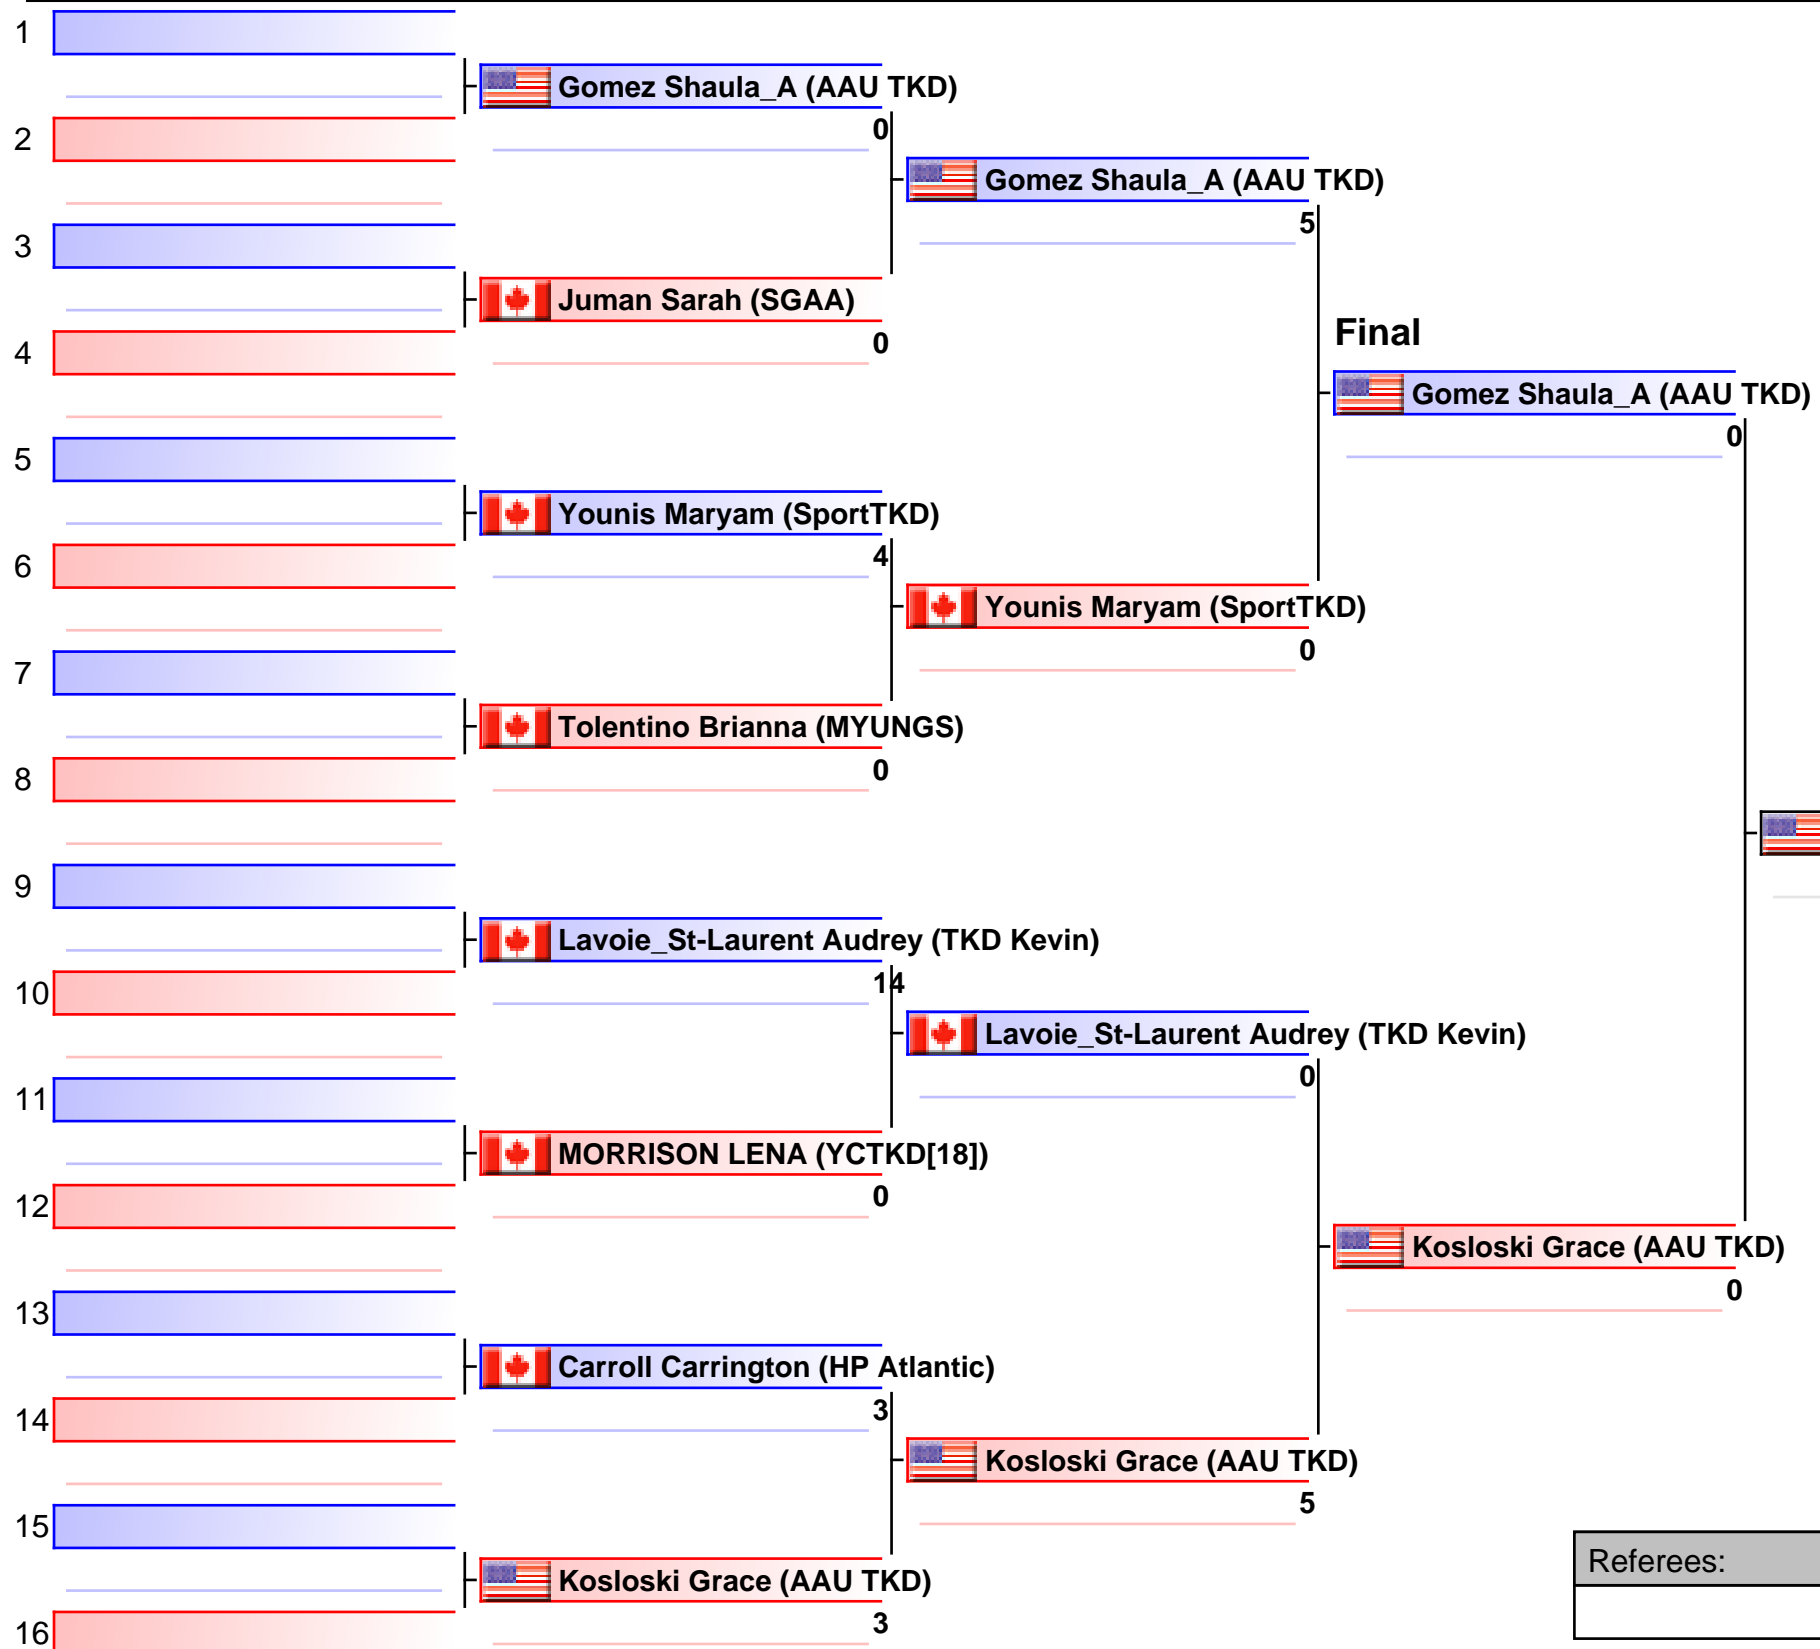 1
Gomez Shaula_A (AAU TKD)
0
2
Gomez Shaula_A (AAU TKD)
5
3
Juman Sarah (SGAA)
0
4
Final
Gomez Shaula_A (AAU TKD)
0
5
Younis Maryam (SportTKD)
4
6
Younis Maryam (SportTKD)
0
7
Tolentino Brianna (MYUNGS)
0
8
9
Lavoie_St-Laurent Audrey (TKD Kevin)
14
10
Lavoie_St-Laurent Audrey (TKD Kevin)
0
11
MORRISON LENA (YCTKD[18])
0
12
Kosloski Grace (AAU TKD)
0
13
Carroll Carrington (HP Atlantic)
3
14
Kosloski Grace (AAU TKD)
5
15
Referees:
Kosloski Grace (AAU TKD)
3
16